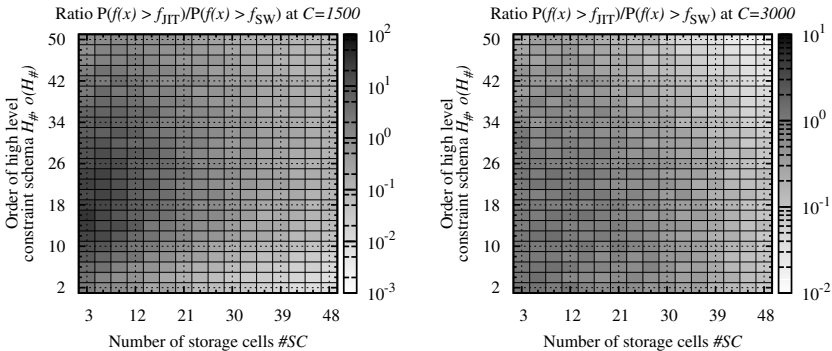 Ratio P(f(x) > f_JIT)/P(f(x) > f_SW) at C=1500
Order of high level
constraint schema H_#, o(H_#)
50
42
34
26
18
10
2
3 12 21 30 39 48
Number of storage cells #SC
10^2
10^1
10^0
10^-1
10^-2
10^-3
Ratio P(f(x) > f_JIT)/P(f(x) > f_SW) at C=3000
Order of high level
constraint schema H_#, o(H_#)
50
42
34
26
18
10
2
3 12 21 30 39 48
Number of storage cells #SC
10^1
10^0
10^-1
10^-2